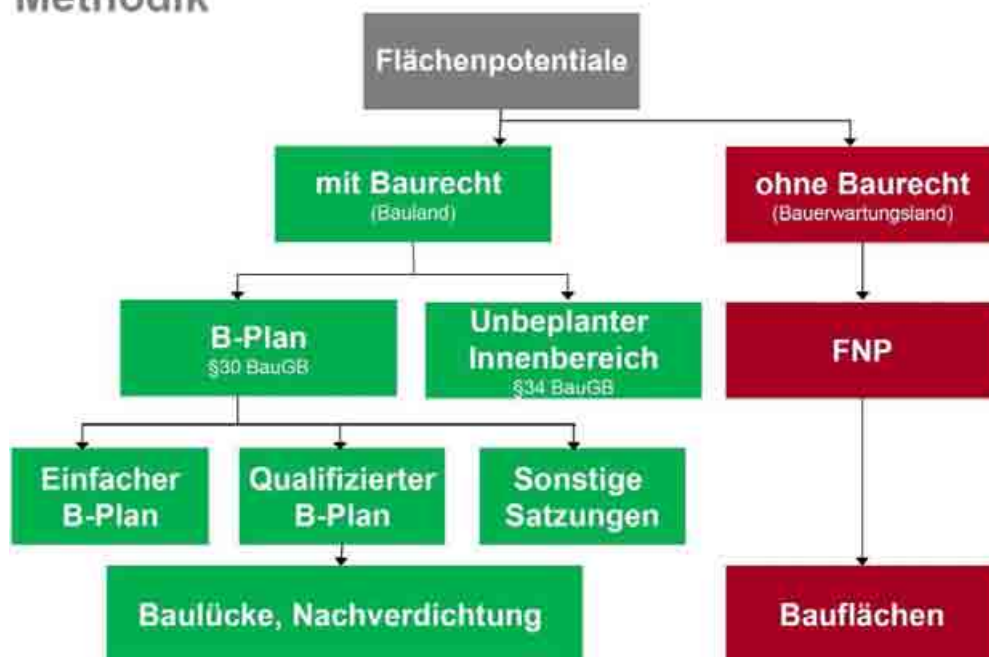 Methodik
Flächenpotentiale
mit Baurecht
(Bauland)
ohne Baurecht
(Bauerwartungsland)
B-Plan
§30 BauGB
Unbeplanter
Innenbereich
§34 BauGB
FNP
Einfacher
B-Plan
Qualifizierter
B-Plan
Sonstige
Satzungen
Baulücke, Nachverdichtung
Bauflächen